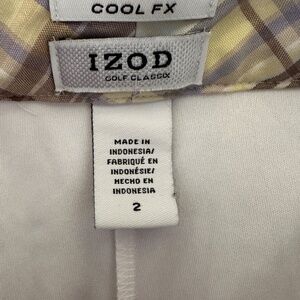 COOL FX
IZOD
GOLF CLASSIX
MADE IN
INDONESIA/
FABRIQUÉ EN
INDONÉSIE/
HECHO EN
INDONESIA
2